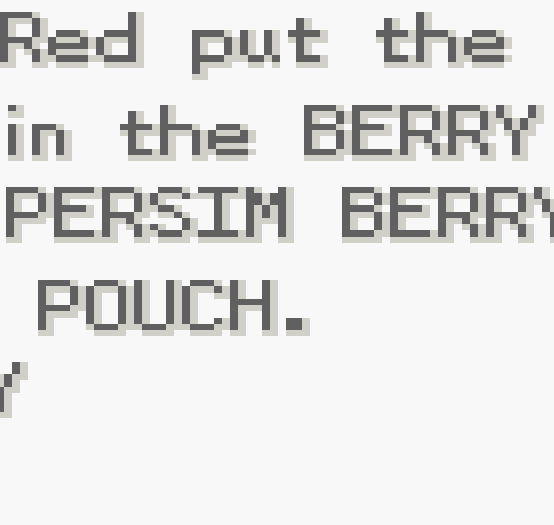 Red put the
in the BERRY
PERSIM BERRY
POUCH.
Y